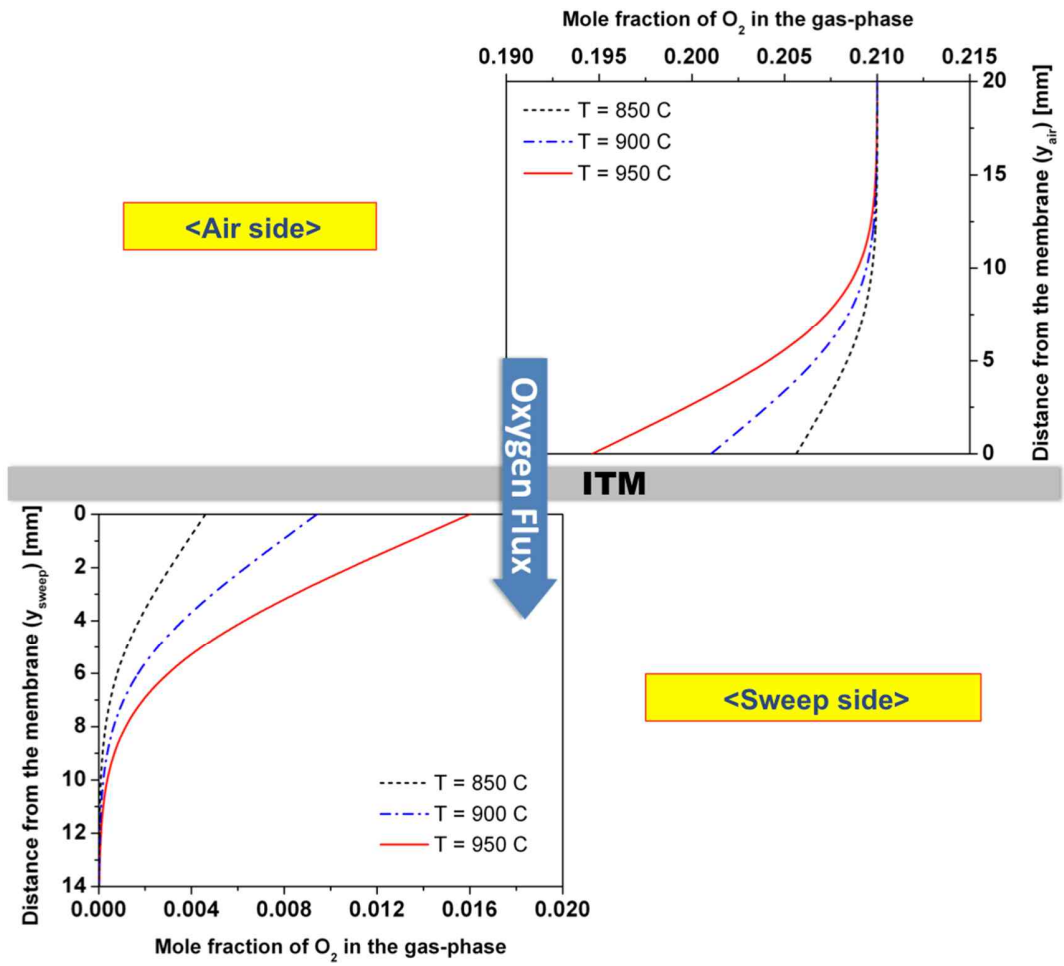 Mole fraction of O₂ in the gas-phase
0.190 0.195 0.200 0.205 0.210 0.215
T = 850 C
T = 900 C
T = 950 C
20
15
10
5
0
Distance from the membrane (y_air) [mm]
<Air side>
Oxygen Flux
ITM
Distance from the membrane (y_sweep) [mm]
0
2
4
6
8
10
12
14
<Sweep side>
T = 850 C
T = 900 C
T = 950 C
0.000 0.004 0.008 0.012 0.016 0.020
Mole fraction of O₂ in the gas-phase